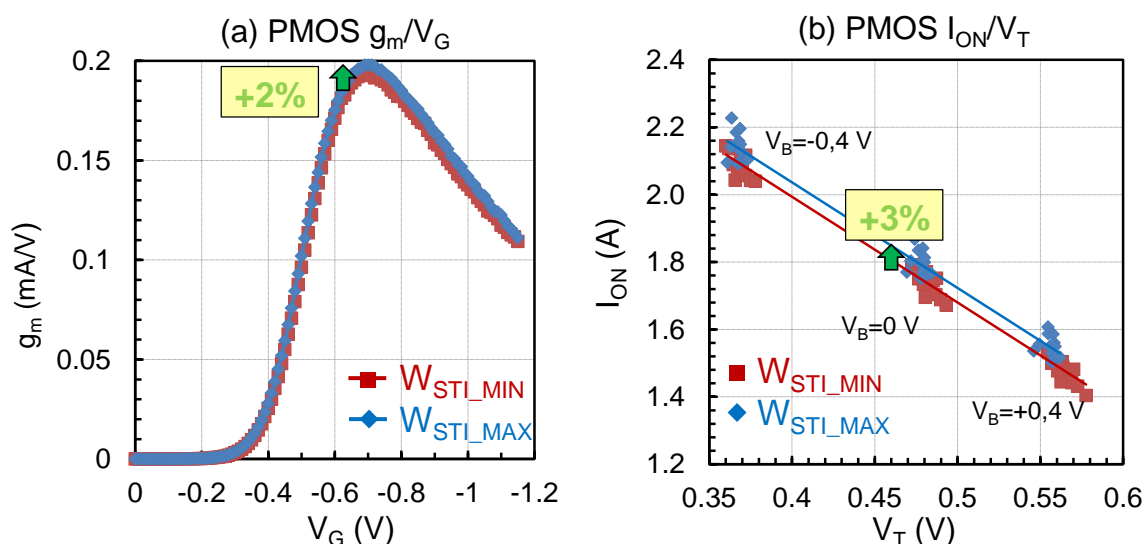 (a) PMOS gm/VG
0.2
0.15
0.1
0.05
0
gm (mA/V)
+2%
WSTI_MIN
WSTI_MAX
0 -0.2 -0.4 -0.6 -0.8 -1 -1.2
VG (V)
(b) PMOS ION/VT
2.4
2.2
2.0
1.8
1.6
1.4
1.2
ION (A)
VB=-0,4 V
+3%
VB=0 V
VB=+0,4 V
WSTI_MIN
WSTI_MAX
0.35 0.4 0.45 0.5 0.55 0.6
VT (V)